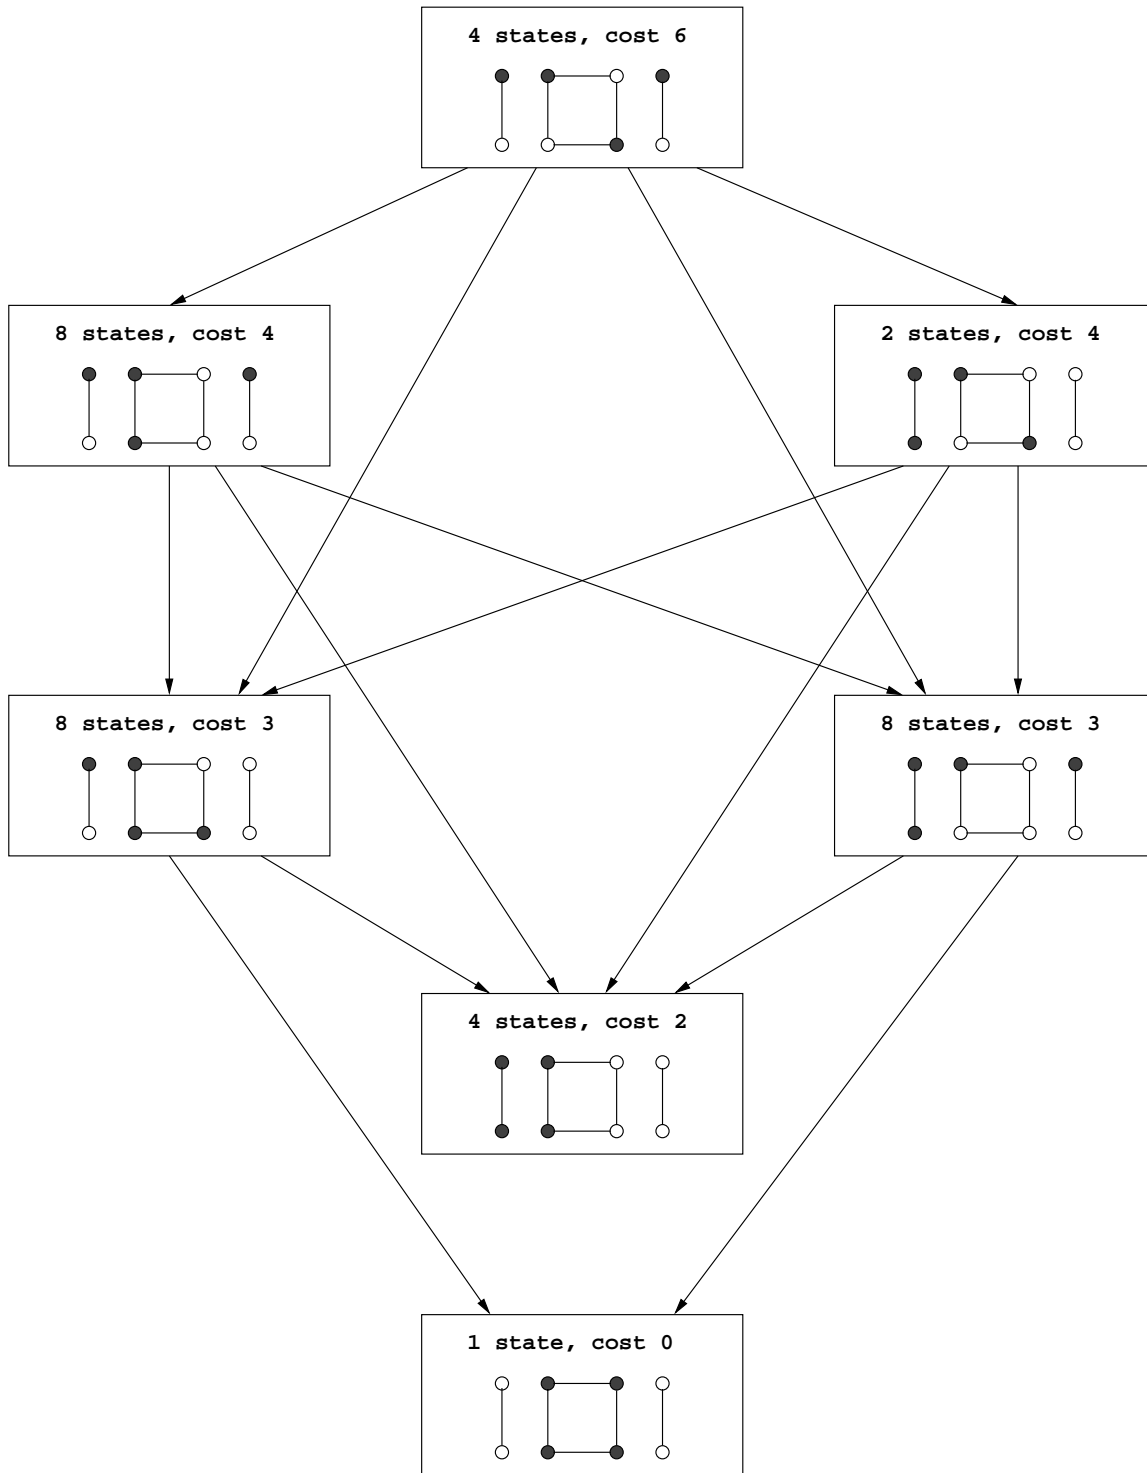 4 states, cost 6
8 states, cost 4
2 states, cost 4
8 states, cost 3
8 states, cost 3
4 states, cost 2
1 state, cost 0